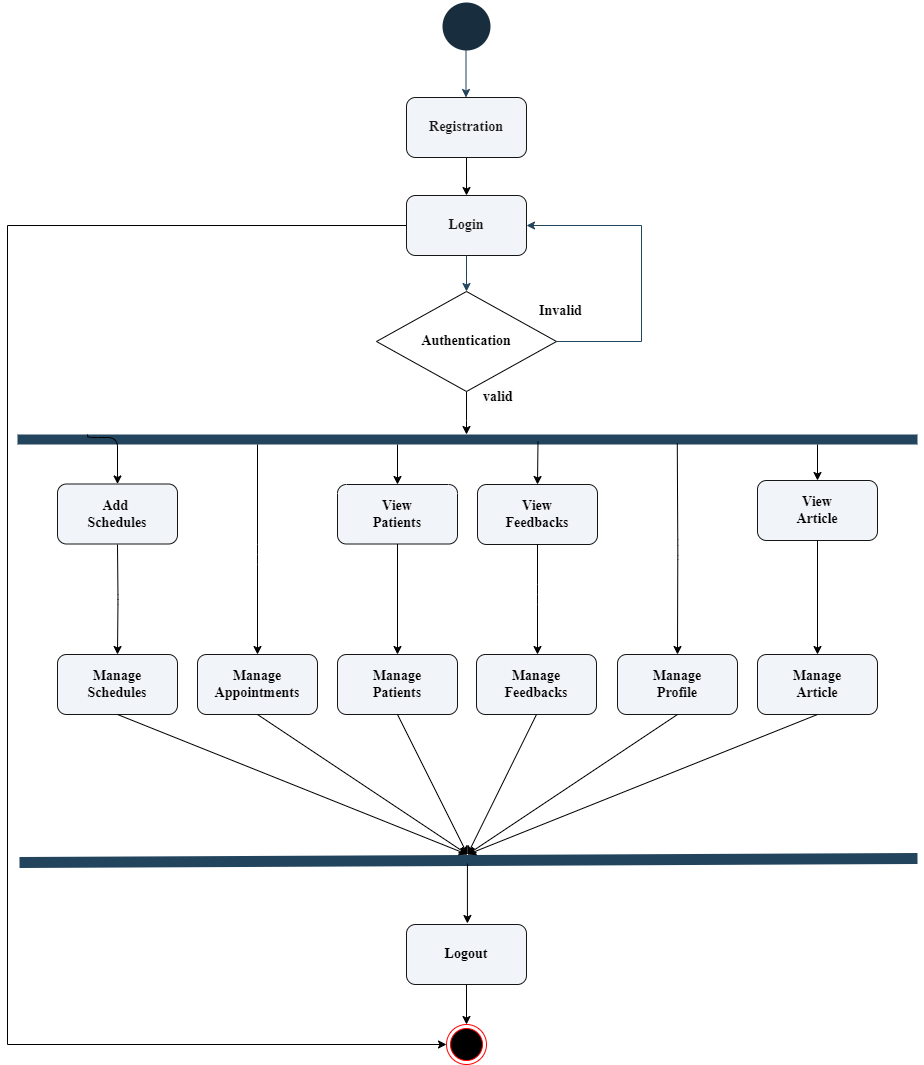 Registration
Login
Invalid
Authentication
valid
Add
Schedules
View
Patients
View
Feedbacks
View
Article
Manage
Schedules
Manage
Appointments
Manage
Patients
Manage
Feedbacks
Manage
Profile
Manage
Article
Logout